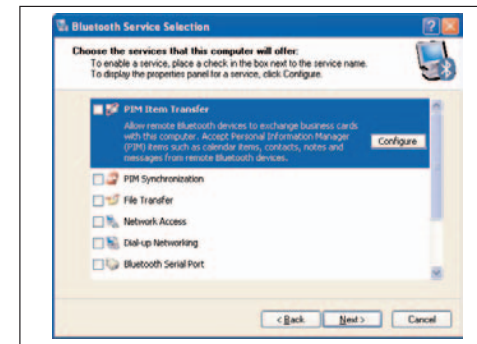 Bluetooth Service Selection
Choose the services that this computer will offer:
To enable a service, place a check in the box next to the service name.
To display the properties panel for a service, click Configure.
PIM Item Transfer
Allow remote Bluetooth devices to exchange business cards
with this computer. Accept Personal Information Manager
(PIM) items such as calendar items, contacts, notes and
messages from remote Bluetooth devices.
Configure
PIM Synchronization
File Transfer
Network Access
Dial-up Networking
Bluetooth Serial Port
< Back
Next >
Cancel